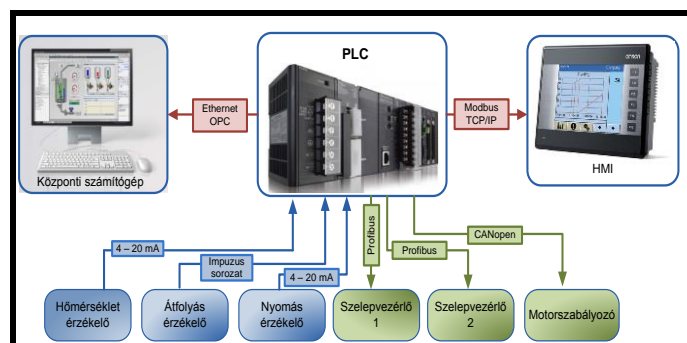 PLC
Ethernet
OPC
Modbus
TCP/IP
OMRON
Központi számítógép
HMI
4 – 20 mA
Impuzus
sorozat
4 – 20 mA
Profibus
Profibus
CANopen
Hőmérséklet
érzékelő
Átfolyás
érzékelő
Nyomás
érzékelő
Szelepvezérlő
1
Szelepvezérlő
2
Motorszabályozó